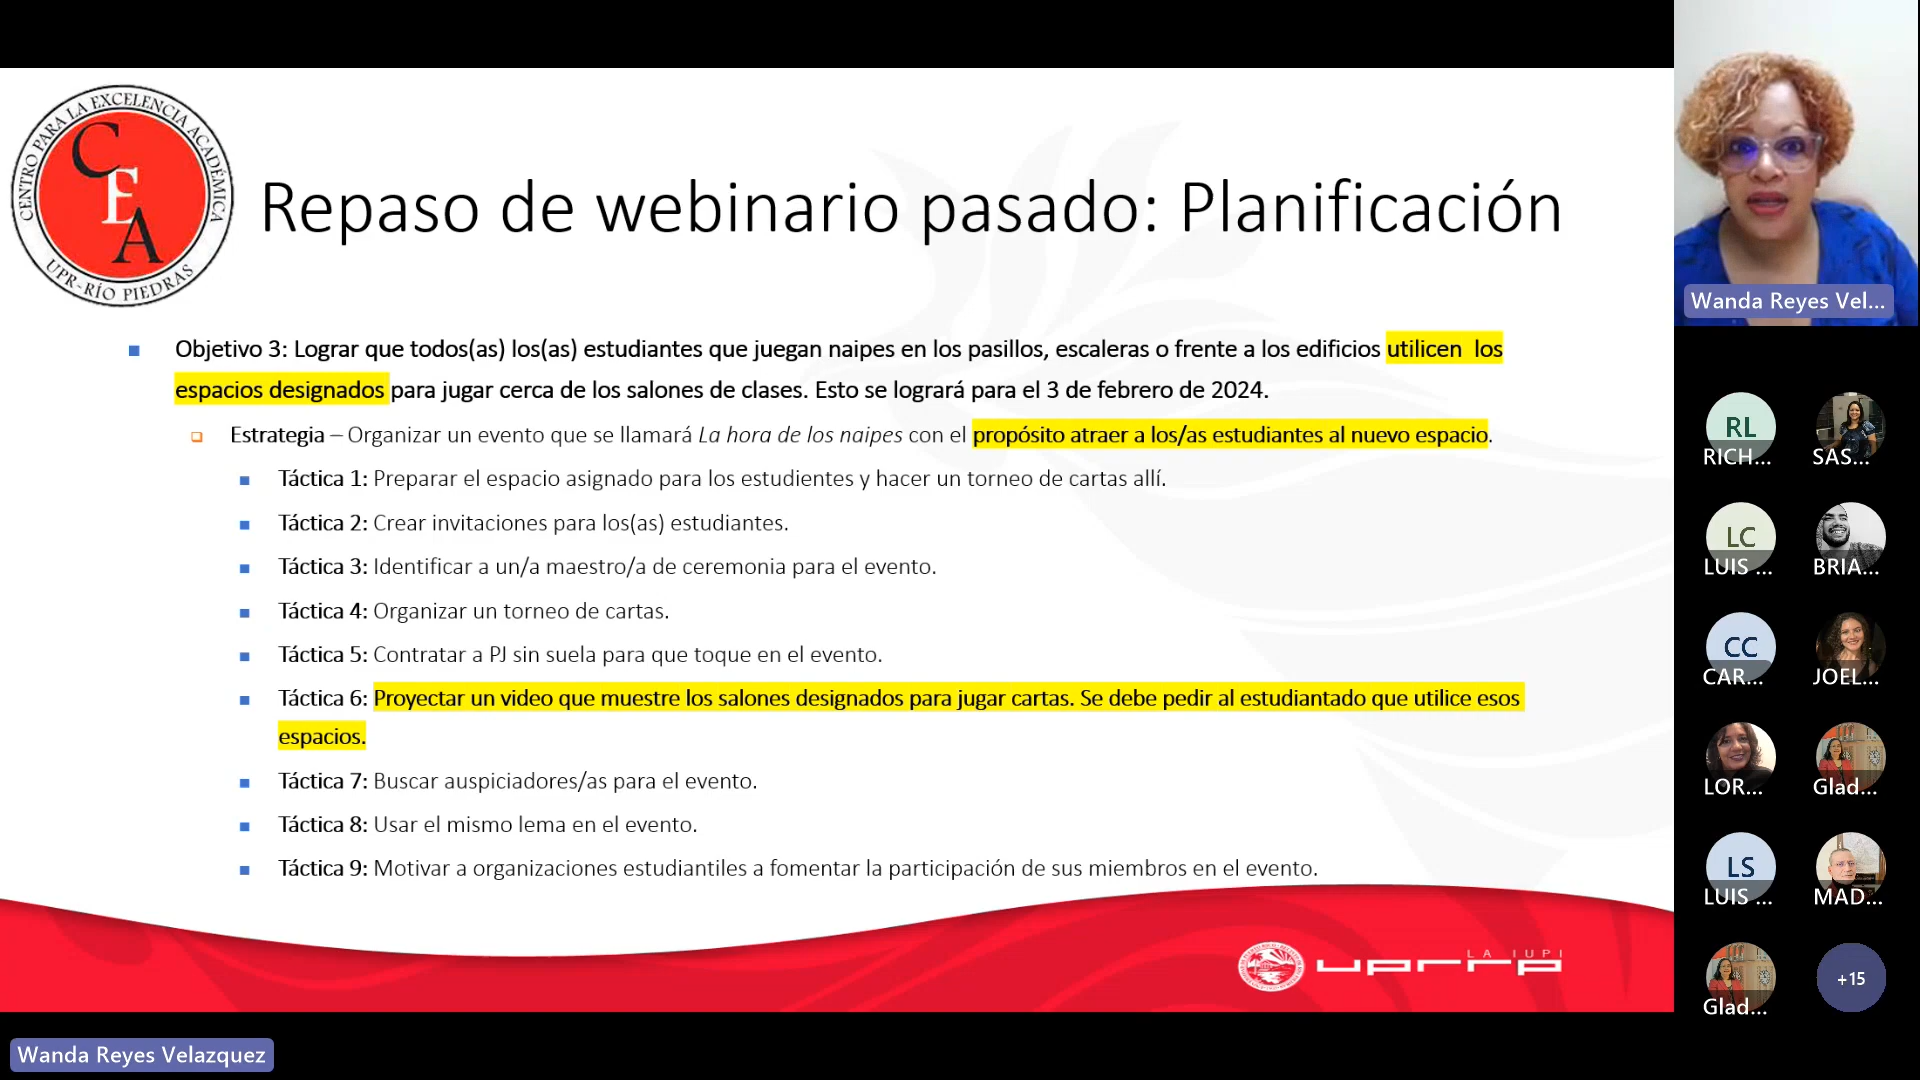 CENTRO PARA LA EXCELENCIA ACADÉMICA
CEA
UPR-RÍO PIEDRAS
Repaso de webinario pasado: Planificación
Objetivo 3: Lograr que todos(as) los(as) estudiantes que juegan naipes en los pasillos, escaleras o frente a los edificios utilicen los
espacios designados para jugar cerca de los salones de clases. Esto se logrará para el 3 de febrero de 2024.
Estrategia – Organizar un evento que se llamará La hora de los naipes con el propósito atraer a los/as estudiantes al nuevo espacio.
Táctica 1: Preparar el espacio asignado para los estudientes y hacer un torneo de cartas allí.
Táctica 2: Crear invitaciones para los(as) estudiantes.
Táctica 3: Identificar a un/a maestro/a de ceremonia para el evento.
Táctica 4: Organizar un torneo de cartas.
Táctica 5: Contratar a PJ sin suela para que toque en el evento.
Táctica 6: Proyectar un video que muestre los salones designados para jugar cartas. Se debe pedir al estudiantado que utilice esos
espacios.
Táctica 7: Buscar auspiciadores/as para el evento.
Táctica 8: Usar el mismo lema en el evento.
Táctica 9: Motivar a organizaciones estudiantiles a fomentar la participación de sus miembros en el evento.
LA IUPI
uprrp
Wanda Reyes Velazquez
Wanda Reyes Vel...
RL
RICH...
SAS...
LC
LUIS ...
BRIA...
CC
CAR...
JOEL...
LOR...
Glad...
LS
LUIS ...
MAD...
Glad...
+15